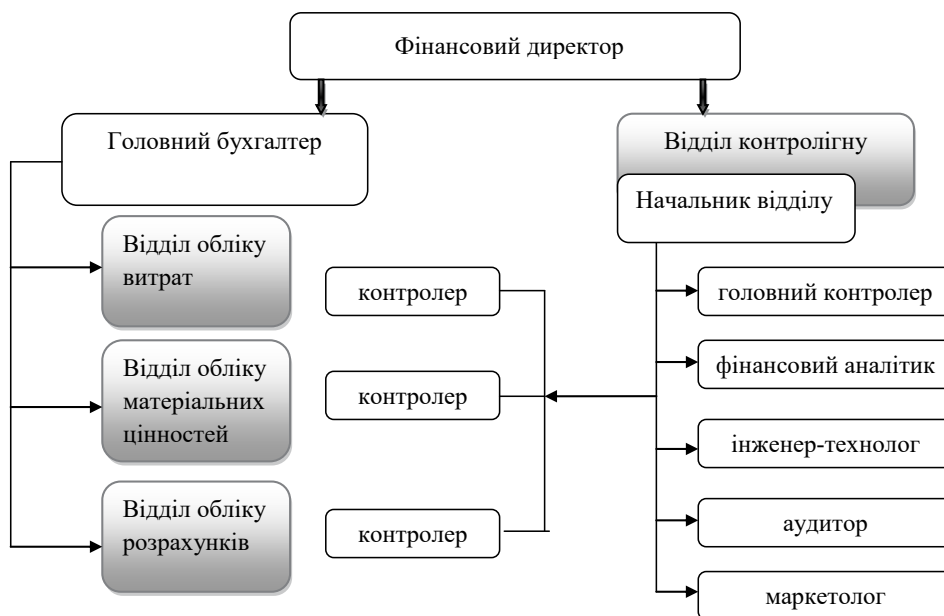 Фінансовий директор
Головний бухгалтер
Відділ контролігну
Начальник відділу
Відділ обліку
витрат
контролер
головний контролер
фінансовий аналітик
Відділ обліку
матеріальних
цінностей
контролер
інженер-технолог
Відділ обліку
розрахунків
контролер
аудитор
маркетолог